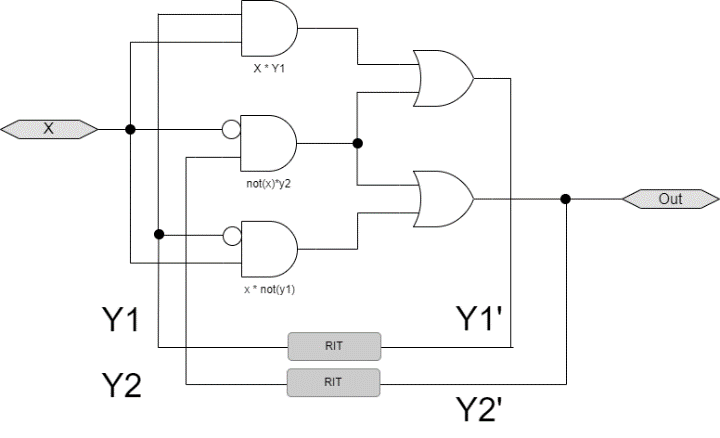 X * Y1
X
not(x)*y2
Out
x * not(y1)
Y1
Y1'
RIT
Y2
RIT
Y2'